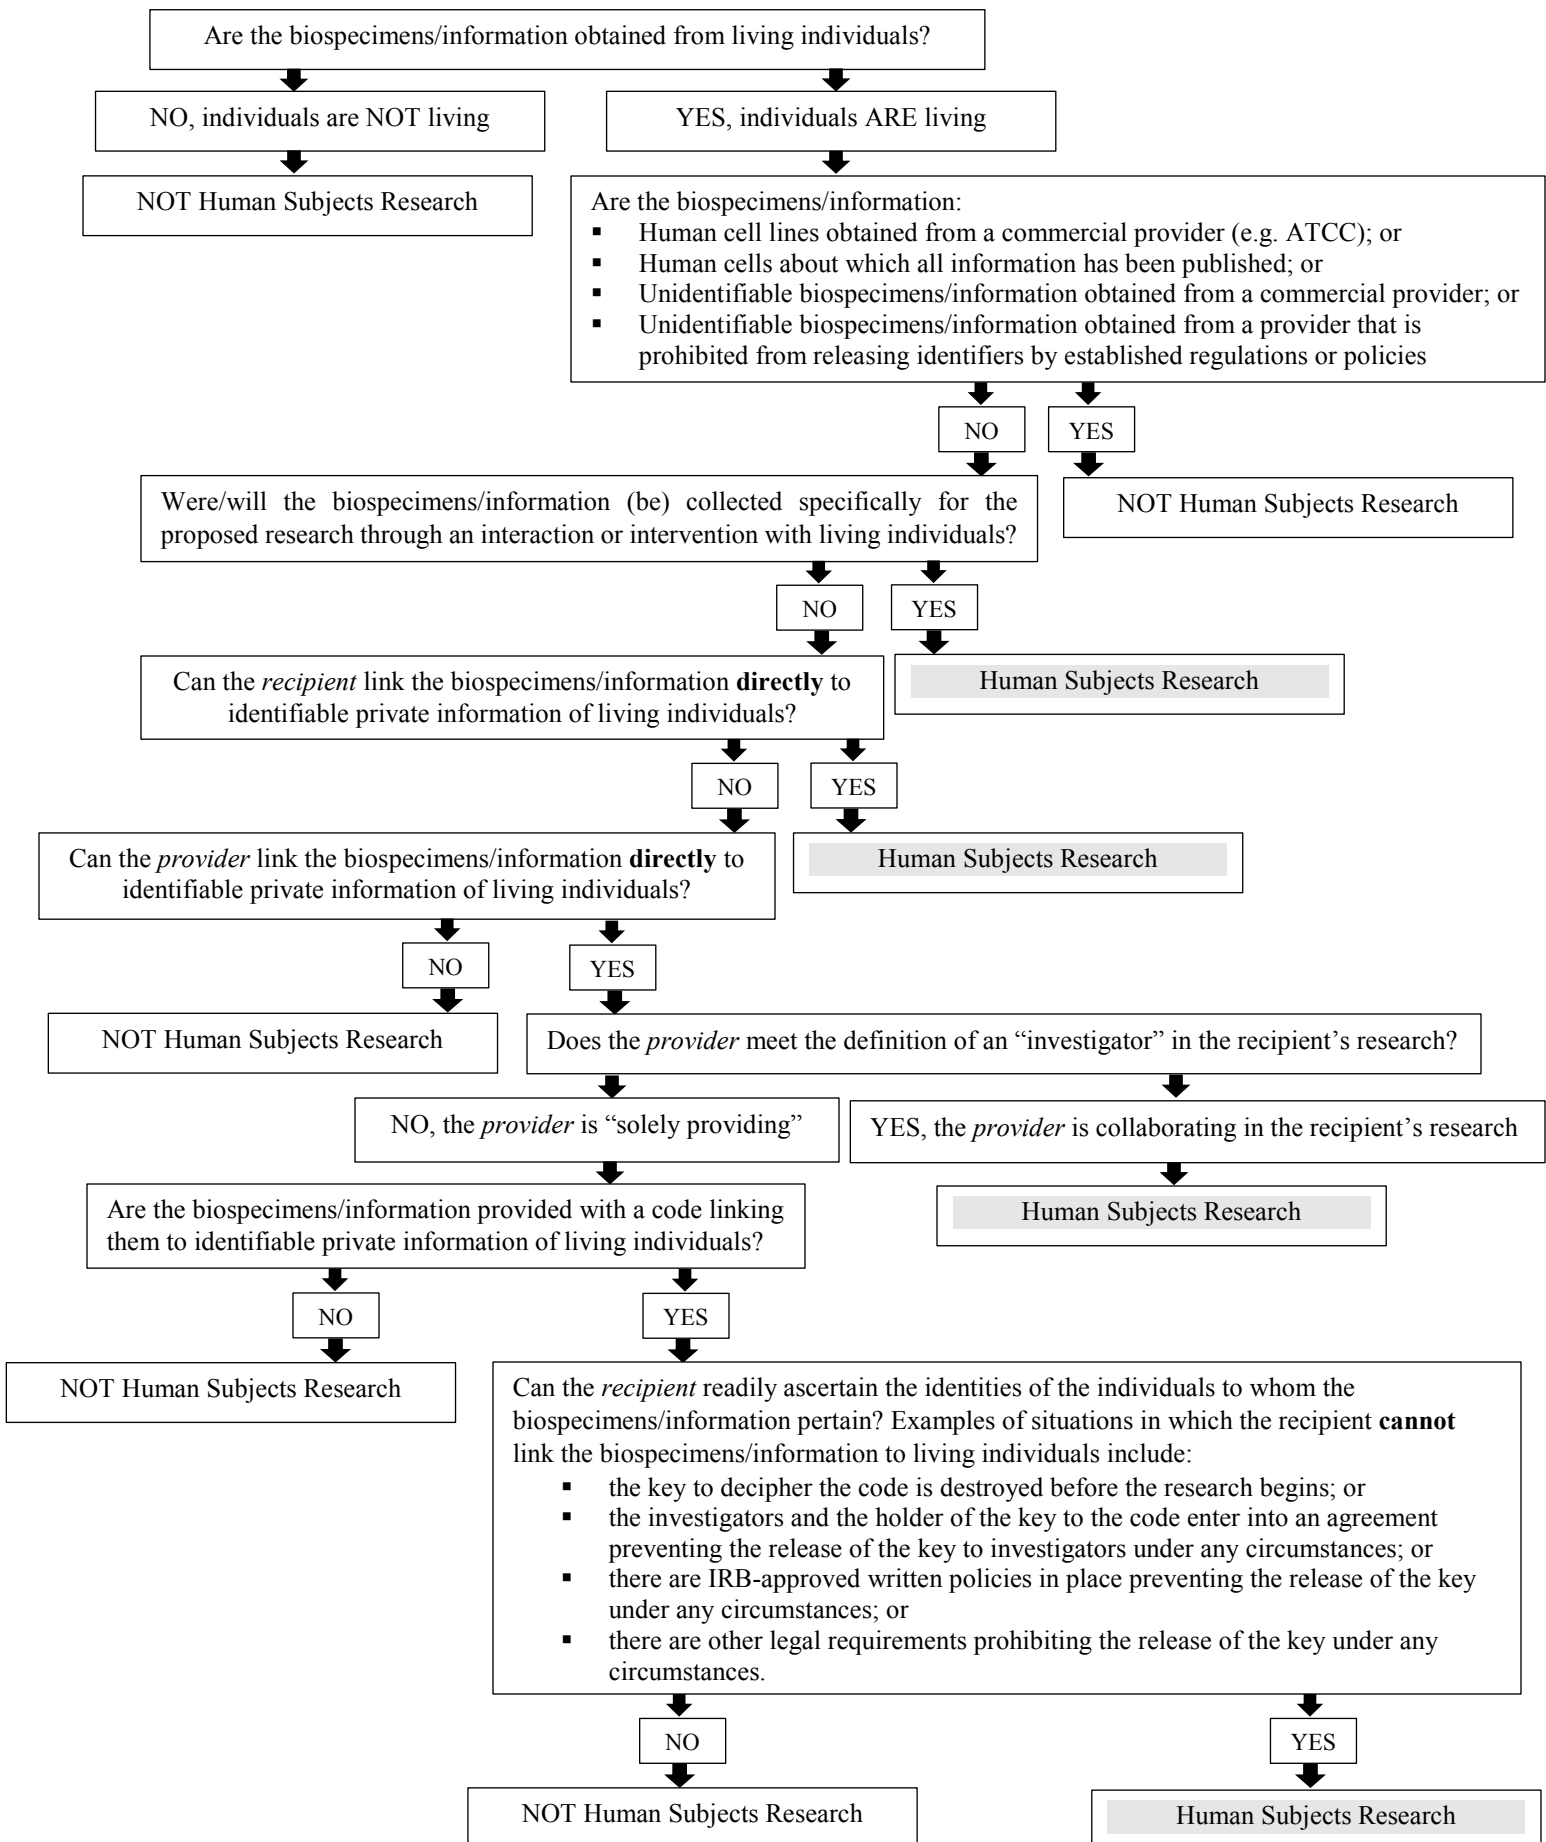 Are the biospecimens/information obtained from living individuals?
NO, individuals are NOT living
YES, individuals ARE living
NOT Human Subjects Research
Are the biospecimens/information:
▪ Human cell lines obtained from a commercial provider (e.g. ATCC); or
▪ Human cells about which all information has been published; or
▪ Unidentifiable biospecimens/information obtained from a commercial provider; or
▪ Unidentifiable biospecimens/information obtained from a provider that is
prohibited from releasing identifiers by established regulations or policies
NO
YES
Were/will the biospecimens/information (be) collected specifically for the
proposed research through an interaction or intervention with living individuals?
NOT Human Subjects Research
NO
YES
Can the recipient link the biospecimens/information directly to
identifiable private information of living individuals?
Human Subjects Research
NO
YES
Can the provider link the biospecimens/information directly to
identifiable private information of living individuals?
Human Subjects Research
NO
YES
NOT Human Subjects Research
Does the provider meet the definition of an “investigator” in the recipient’s research?
NO, the provider is “solely providing”
YES, the provider is collaborating in the recipient’s research
Are the biospecimens/information provided with a code linking
them to identifiable private information of living individuals?
Human Subjects Research
NO
YES
NOT Human Subjects Research
Can the recipient readily ascertain the identities of the individuals to whom the
biospecimens/information pertain? Examples of situations in which the recipient cannot
link the biospecimens/information to living individuals include:
▪ the key to decipher the code is destroyed before the research begins; or
▪ the investigators and the holder of the key to the code enter into an agreement
preventing the release of the key to investigators under any circumstances; or
▪ there are IRB-approved written policies in place preventing the release of the key
under any circumstances; or
▪ there are other legal requirements prohibiting the release of the key under any
circumstances.
NO
YES
NOT Human Subjects Research
Human Subjects Research